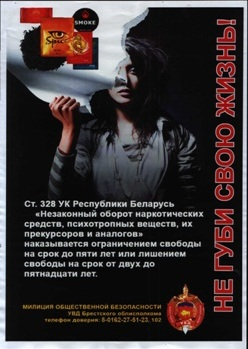 SMOKE
НЕ ГУБИ СВОЮ ЖИЗНЬ!
Ст. 328 УК Республики Беларусь
«Незаконный оборот наркотических
средств, психотропных веществ, их
прекурсоров и аналогов»
наказывается ограничением свободы
на срок до пяти лет или лишением
свободы на срок от двух до
пятнадцати лет.
МИЛИЦИЯ ОБЩЕСТВЕННОЙ БЕЗОПАСНОСТИ
УВД Брестского облисполкома
телефон доверия: 8-0162-27-51-23, 102